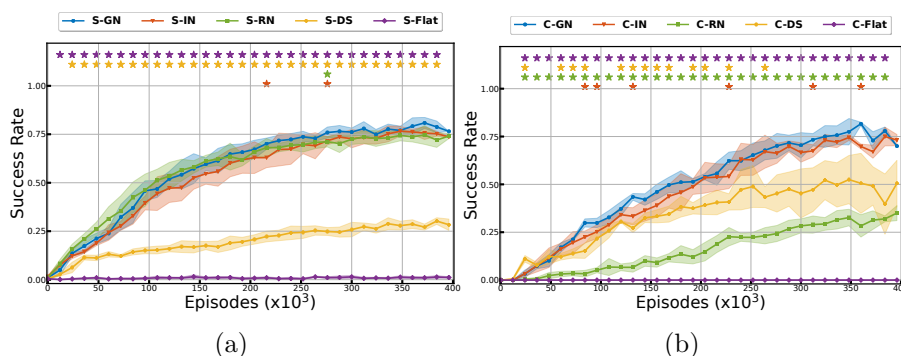 S-GN S-IN S-RN S-DS S-Flat
1.00
0.75
0.50
0.25
0.00
0 50 100 150 200 250 300 350 400
Success Rate
Episodes (x10³)
(a)
C-GN C-IN C-RN C-DS C-Flat
1.00
0.75
0.50
0.25
0.00
0 50 100 150 200 250 300 350 400
Success Rate
Episodes (x10³)
(b)